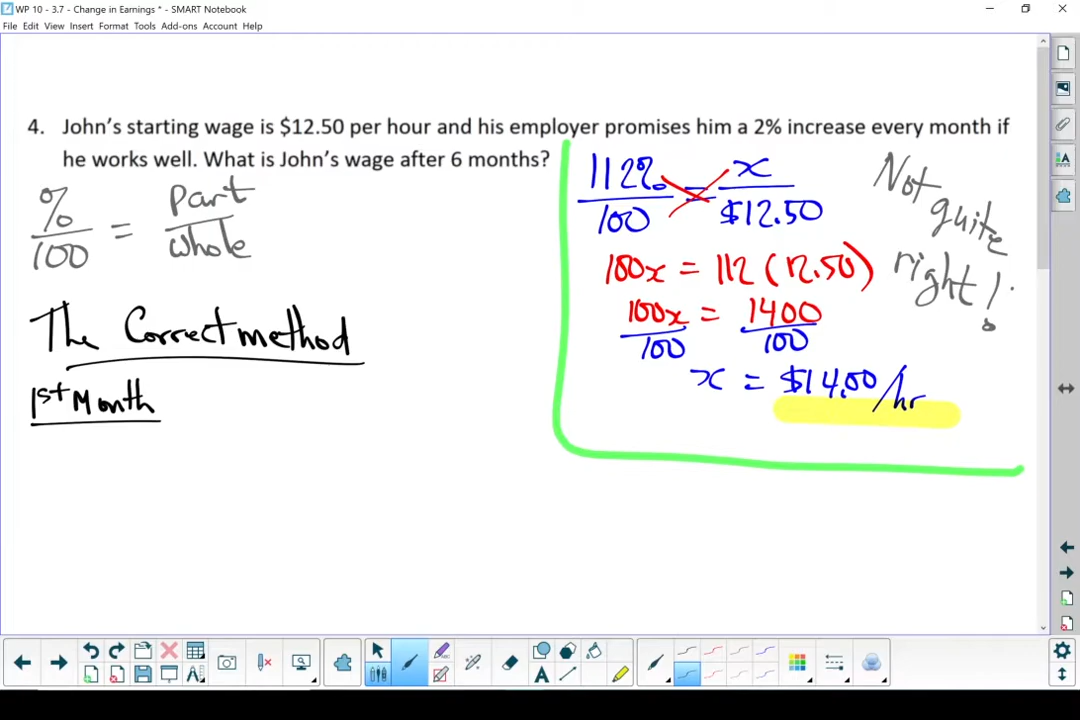 WP 10 - 3.7 - Change in Earnings * - SMART Notebook
File Edit View Insert Format Tools Add-ons Account Help
4. John's starting wage is $12.50 per hour and his employer promises him a 2% increase every month if
he works well. What is John's wage after 6 months?
% / 100 = Part / whole
The Correct method
1st Month
112% / 100 = x / $12.50
100x = 112 (12.50)
100x / 100 = 1400 / 100
x = $14.00/hr
Not
quite
right!